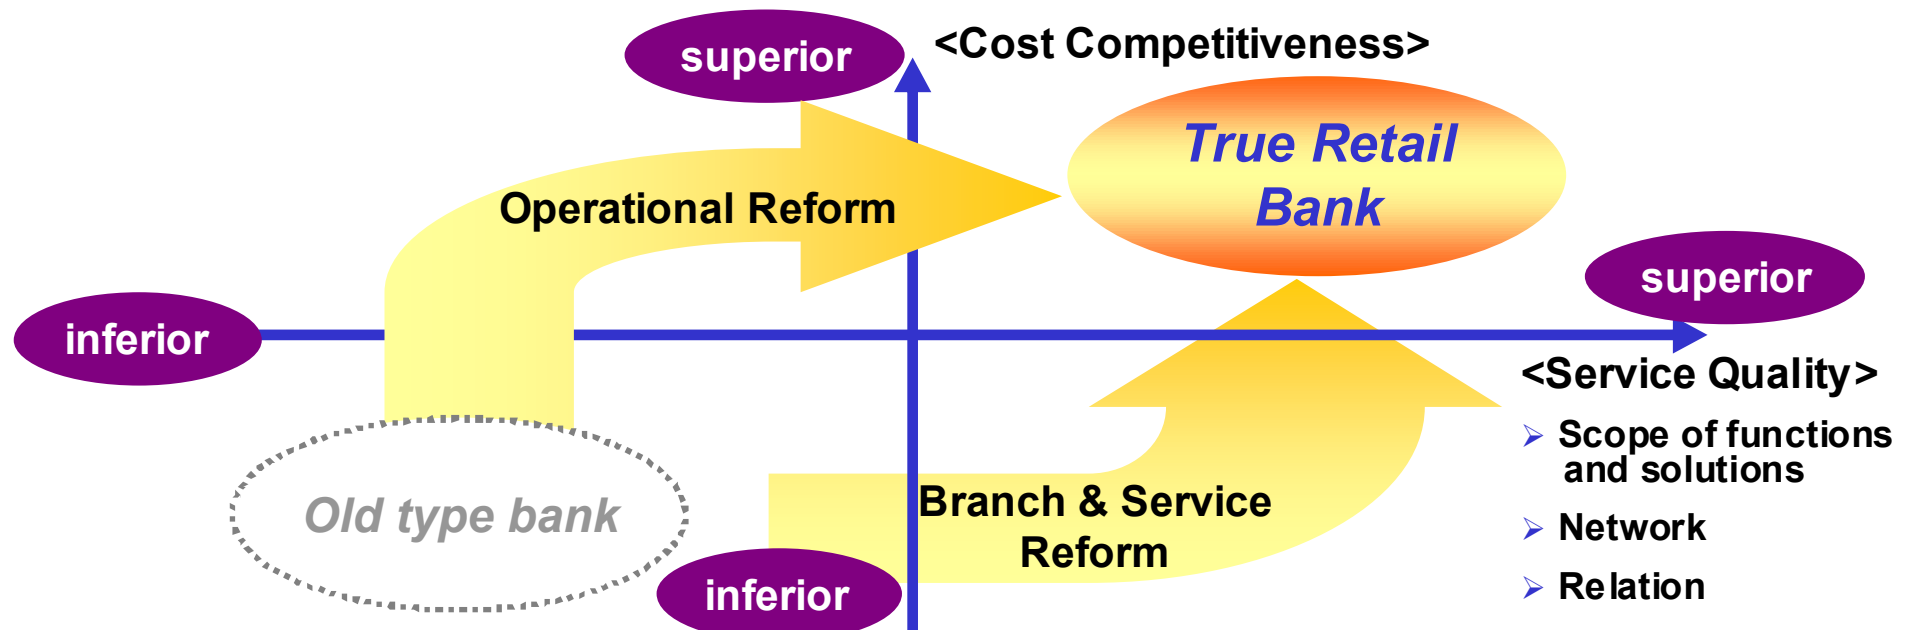 superior
<Cost Competitiveness>
True Retail
Bank
Operational Reform
superior
inferior
<Service Quality>
➢ Scope of functions
and solutions
➢ Network
➢ Relation
Old type bank
Branch & Service
Reform
inferior